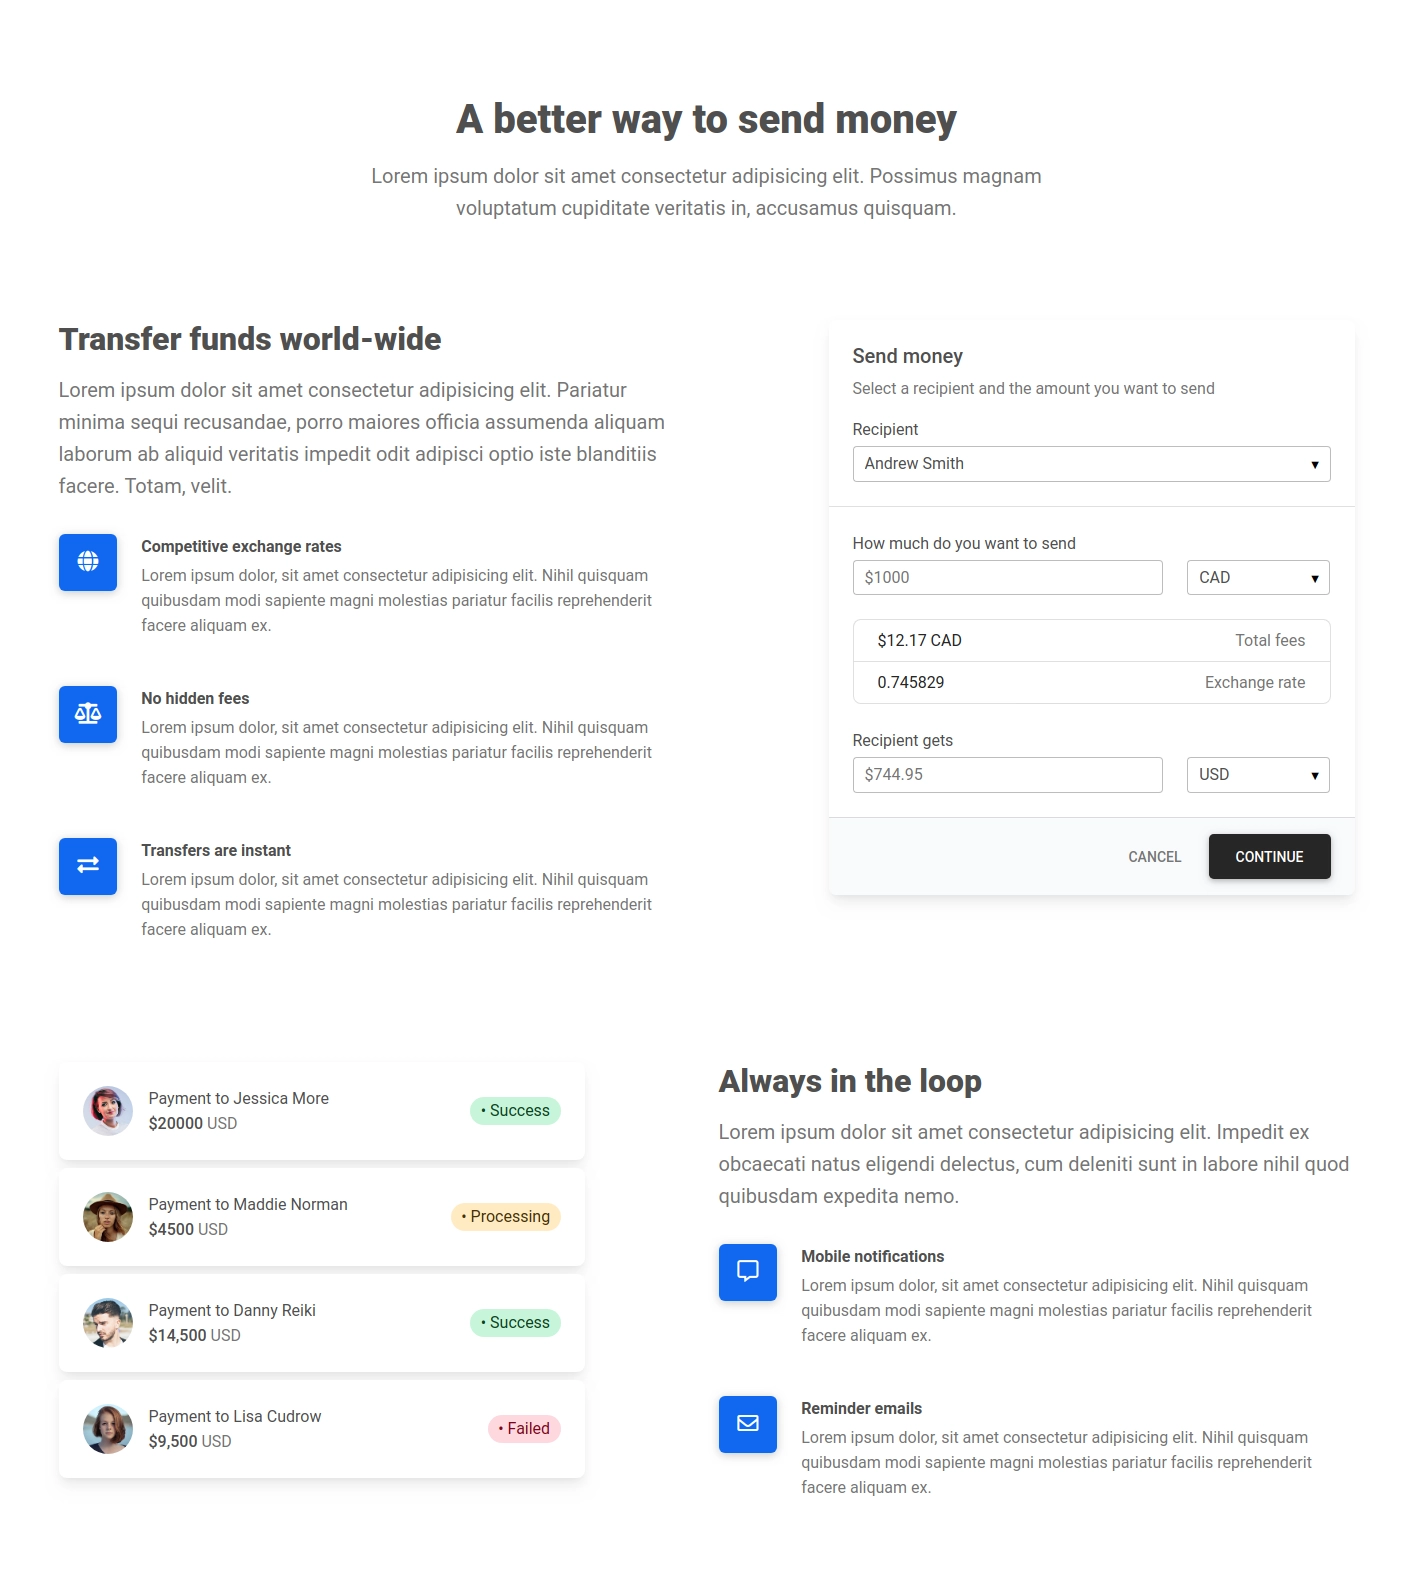 A better way to send money
Lorem ipsum dolor sit amet consectetur adipisicing elit. Possimus magnam
voluptatum cupiditate veritatis in, accusamus quisquam.
Transfer funds world-wide
Lorem ipsum dolor sit amet consectetur adipisicing elit. Pariatur
minima sequi recusandae, porro maiores officia assumenda aliquam
laborum ab aliquid veritatis impedit odit adipisci optio iste blanditiis
facere. Totam, velit.
Competitive exchange rates
Lorem ipsum dolor, sit amet consectetur adipisicing elit. Nihil quisquam
quibusdam modi sapiente magni molestias pariatur facilis reprehenderit
facere aliquam ex.
No hidden fees
Lorem ipsum dolor, sit amet consectetur adipisicing elit. Nihil quisquam
quibusdam modi sapiente magni molestias pariatur facilis reprehenderit
facere aliquam ex.
Transfers are instant
Lorem ipsum dolor, sit amet consectetur adipisicing elit. Nihil quisquam
quibusdam modi sapiente magni molestias pariatur facilis reprehenderit
facere aliquam ex.
Send money
Select a recipient and the amount you want to send
Recipient
Andrew Smith
How much do you want to send
$1000 CAD
$12.17 CAD Total fees
0.745829 Exchange rate
Recipient gets
$744.95 USD
CANCEL CONTINUE
Payment to Jessica More
$20000 USD
• Success
Payment to Maddie Norman
$4500 USD
• Processing
Payment to Danny Reiki
$14,500 USD
• Success
Payment to Lisa Cudrow
$9,500 USD
• Failed
Always in the loop
Lorem ipsum dolor sit amet consectetur adipisicing elit. Impedit ex
obcaecati natus eligendi delectus, cum deleniti sunt in labore nihil quod
quibusdam expedita nemo.
Mobile notifications
Lorem ipsum dolor, sit amet consectetur adipisicing elit. Nihil quisquam
quibusdam modi sapiente magni molestias pariatur facilis reprehenderit
facere aliquam ex.
Reminder emails
Lorem ipsum dolor, sit amet consectetur adipisicing elit. Nihil quisquam
quibusdam modi sapiente magni molestias pariatur facilis reprehenderit
facere aliquam ex.